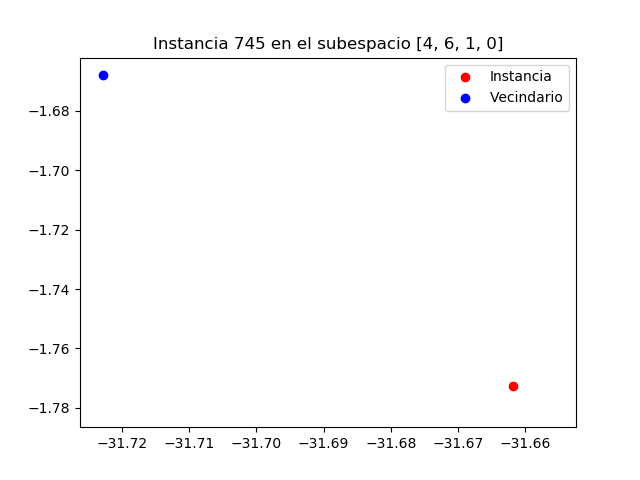 Instancia 745 en el subespacio [4, 6, 1, 0]
Instancia
Vecindario
−1.68
−1.70
−1.72
−1.74
−1.76
−1.78
−31.72 −31.71 −31.70 −31.69 −31.68 −31.67 −31.66